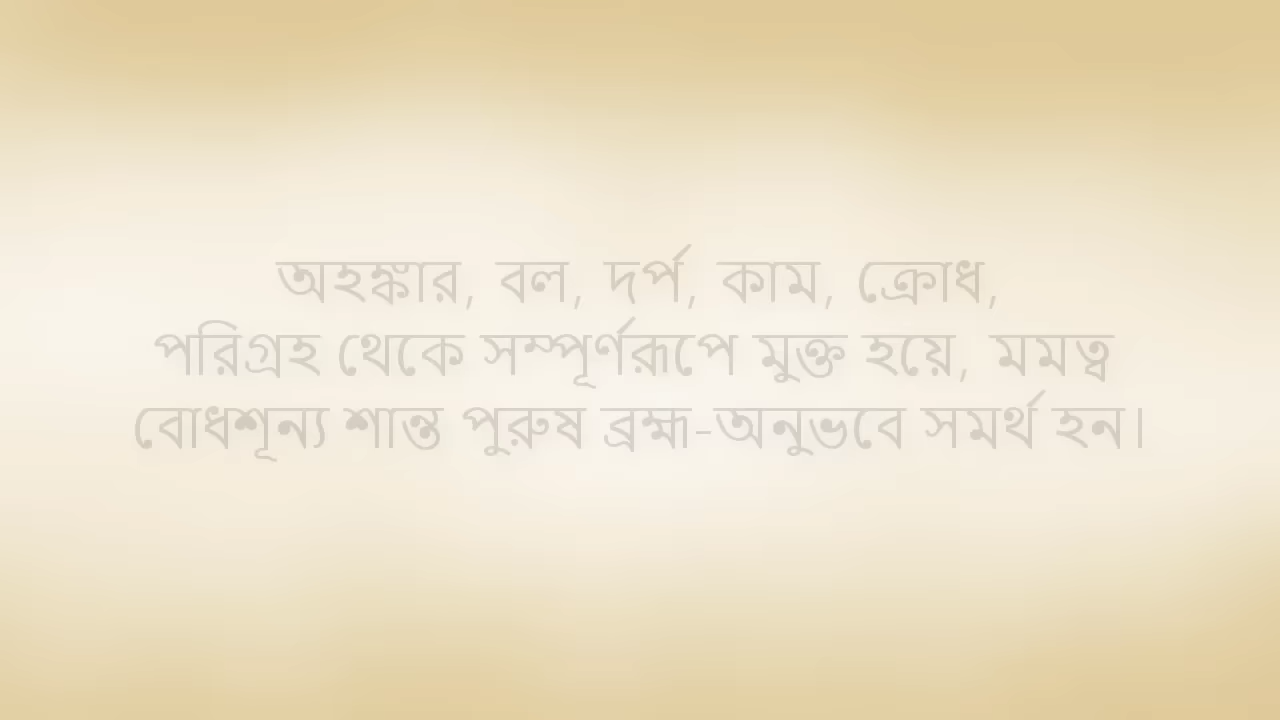 অহঙ্কার, বল, দর্প, কাম, ক্রোধ,
পরিগ্রহ থেকে সম্পূর্ণরূপে মুক্ত হয়ে, মমত্ব
বোধশূন্য শান্ত পুরুষ ব্রহ্ম-অনুভবে সমর্থ হন।